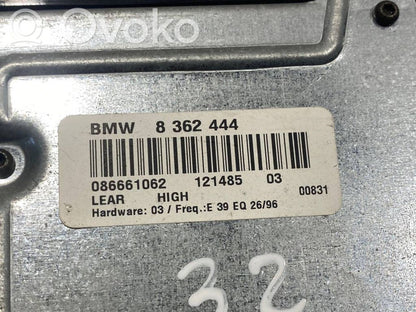 Ovoko
BMW 8 362 444
086661062 121485 03
LEAR HIGH 00831
Hardware: 03 / Freq.:E 39 EQ 26/96
32